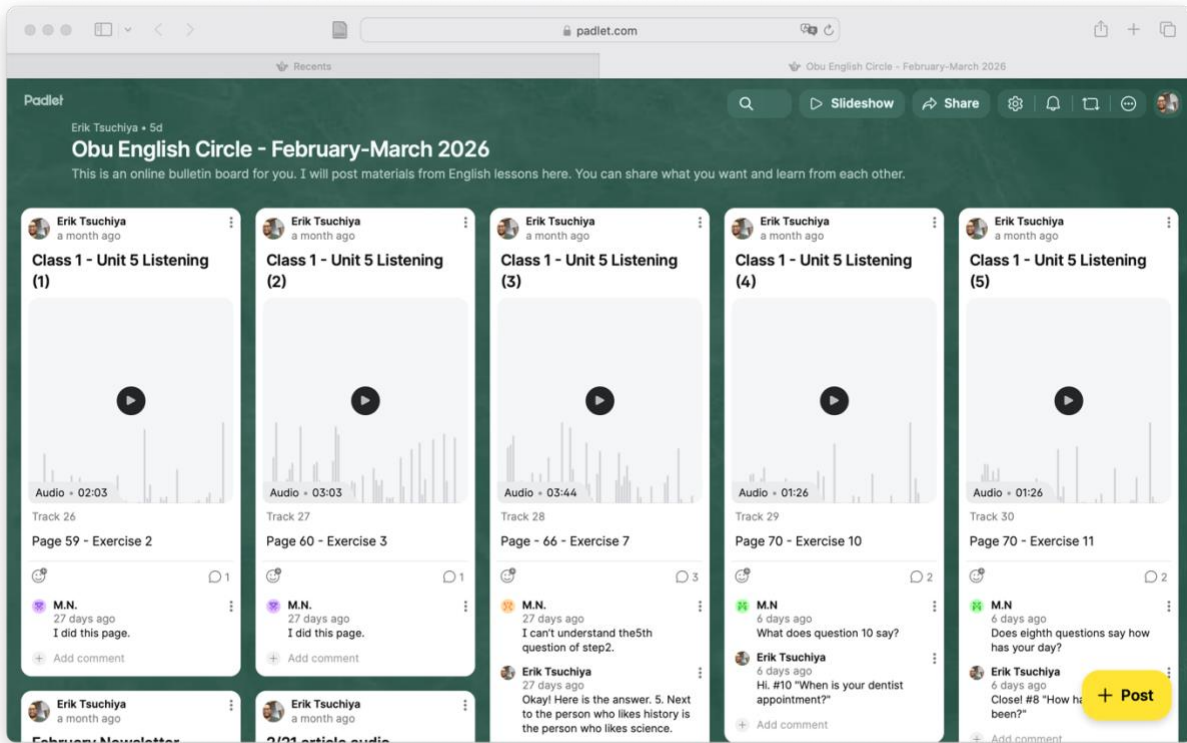 padlet.com
Recents
Obu English Circle - February-March 2026
Padlet
Slideshow
Share
Erik Tsuchiya • 5d
Obu English Circle - February-March 2026
This is an online bulletin board for you. I will post materials from English lessons here. You can share what you want and learn from each other.
Erik Tsuchiya
a month ago
Class 1 - Unit 5 Listening
(1)
Audio • 02:03
Track 26
Page 59 - Exercise 2
1
M.N.
27 days ago
I did this page.
Add comment
Erik Tsuchiya
a month ago
Class 1 - Unit 5 Listening
(2)
Audio • 03:03
Track 27
Page 60 - Exercise 3
1
M.N.
27 days ago
I did this page.
Add comment
Erik Tsuchiya
a month ago
Class 1 - Unit 5 Listening
(3)
Audio • 03:44
Track 28
Page - 66 - Exercise 7
3
M.N.
27 days ago
I can't understand the5th
question of step2.
Erik Tsuchiya
27 days ago
Okay! Here is the answer. 5. Next
to the person who likes history is
the person who likes science.
Erik Tsuchiya
a month ago
Class 1 - Unit 5 Listening
(4)
Audio • 01:26
Track 29
Page 70 - Exercise 10
2
M.N
6 days ago
What does question 10 say?
Erik Tsuchiya
6 days ago
Hi. #10 "When is your dentist
appointment?"
Add comment
Erik Tsuchiya
a month ago
Class 1 - Unit 5 Listening
(5)
Audio • 01:26
Track 30
Page 70 - Exercise 11
2
M.N
6 days ago
Does eighth questions say how
has your day?
Erik Tsuchiya
6 days ago
Close! #8 "How ha
been?"
Add comment
Erik Tsuchiya
a month ago
February Newsletter
Erik Tsuchiya
a month ago
2/21 article audio
+ Post